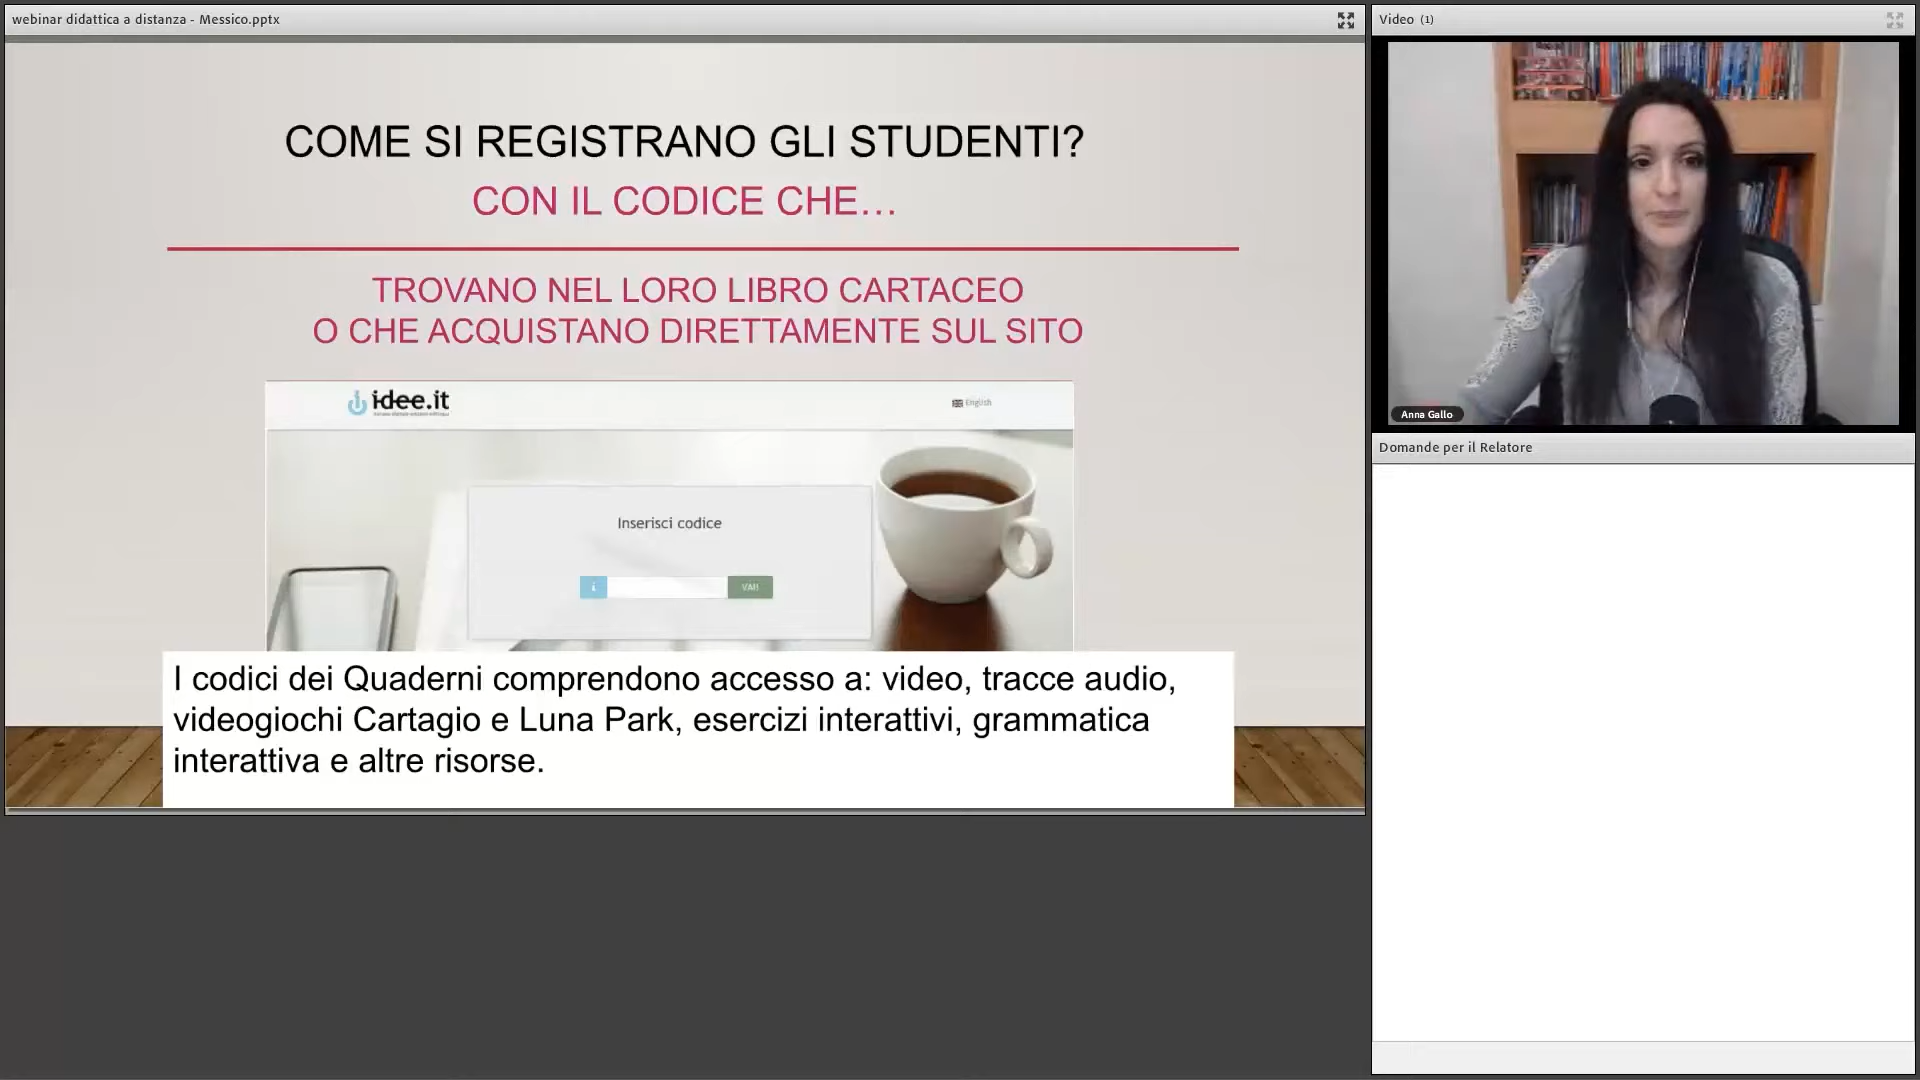 webinar didattica a distanza - Messico.pptx
COME SI REGISTRANO GLI STUDENTI?
CON IL CODICE CHE...
TROVANO NEL LORO LIBRO CARTACEO
O CHE ACQUISTANO DIRETTAMENTE SUL SITO
idee.it
English
Inserisci codice
i
VAI!
I codici dei Quaderni comprendono accesso a: video, tracce audio,
videogiochi Cartagio e Luna Park, esercizi interattivi, grammatica
interattiva e altre risorse.
Video (1)
Anna Gallo
Domande per il Relatore